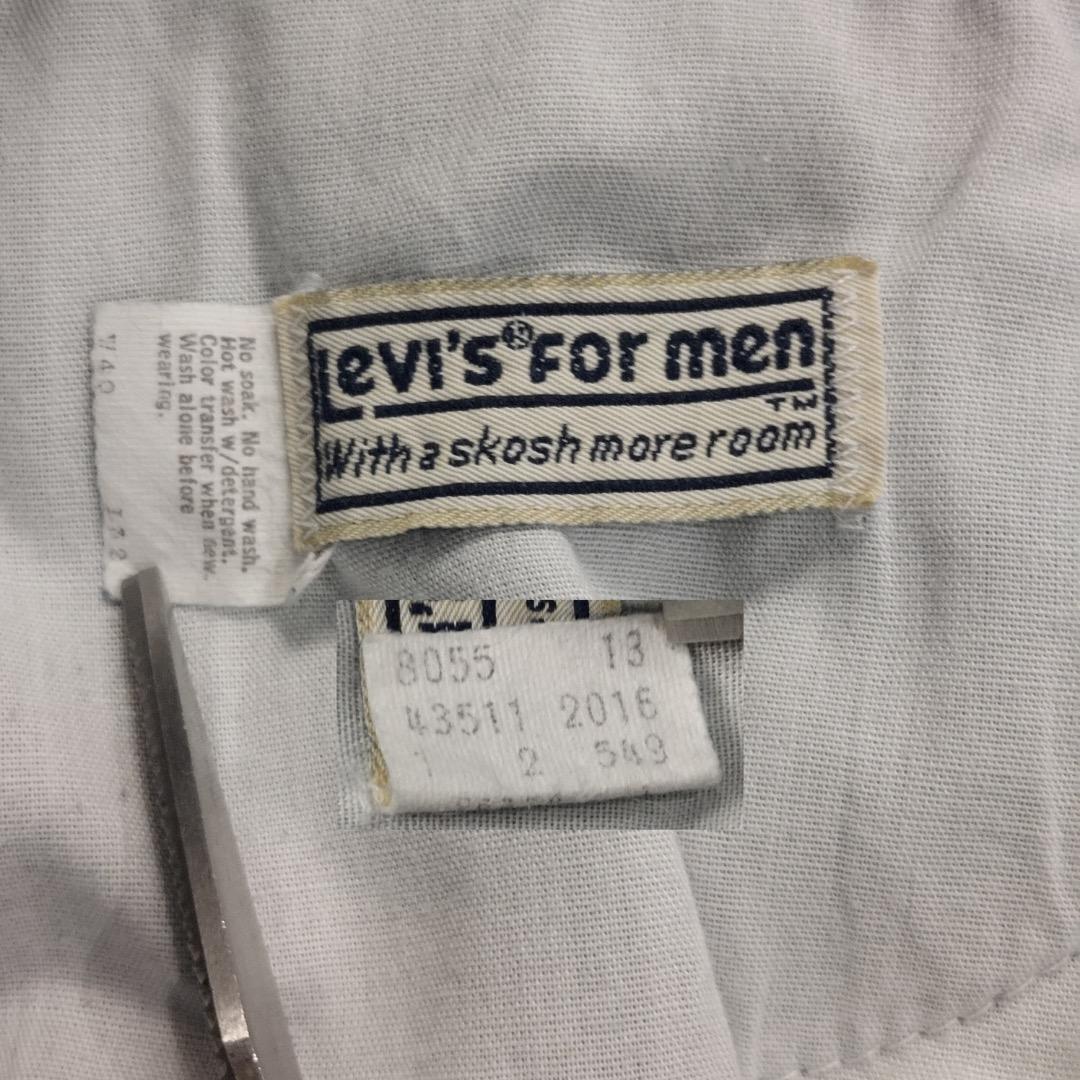 Levi's® For men
TM
With a skosh more room
No soak. No hand wash.
Hot wash w/detergent.
Color transfer when new.
Wash alone before
wearing.
8055 13
43511 2016
1 2 549